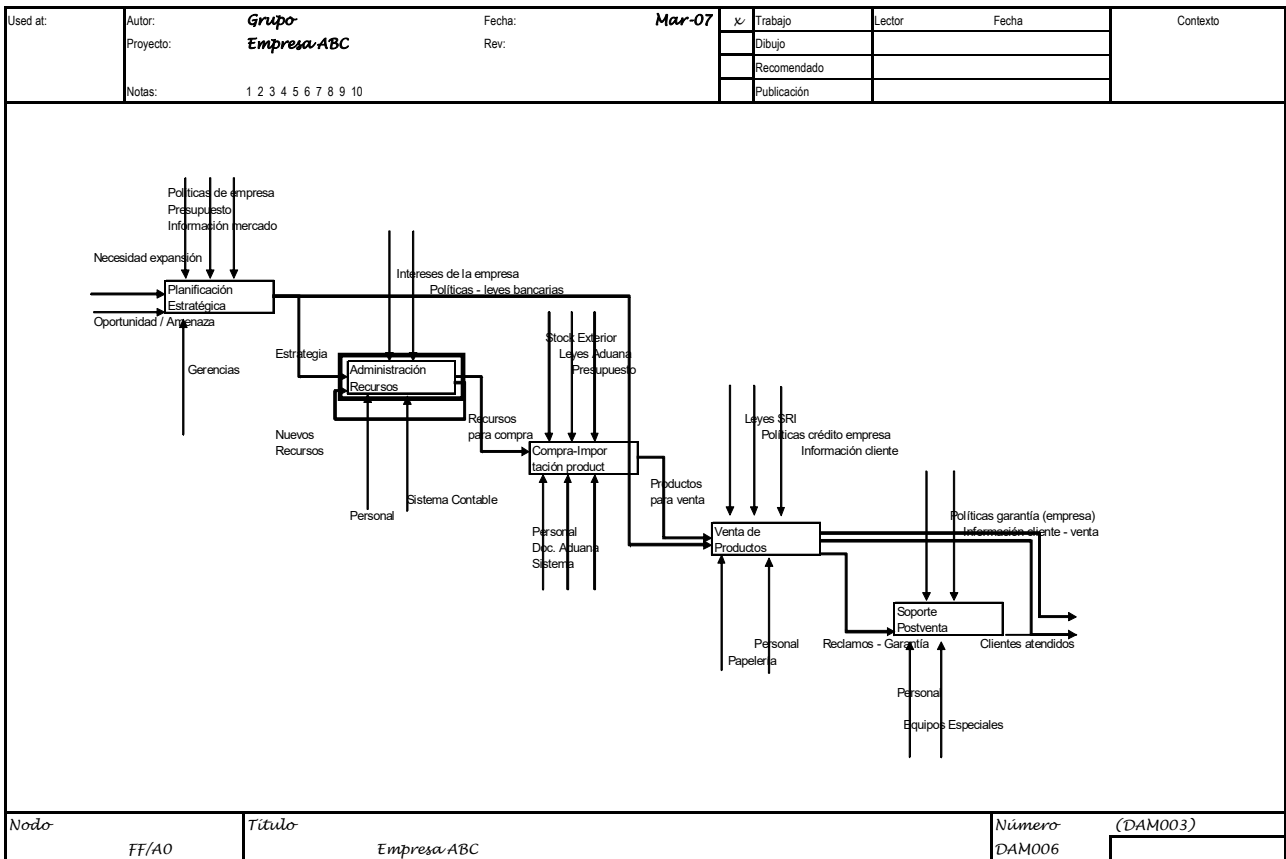 Used at:
Autor: Grupo Fecha: Mar-07 x Trabajo Lector Fecha Contexto
Proyecto: Empresa ABC Rev: Dibujo
Recomendado
Notas: 1 2 3 4 5 6 7 8 9 10 Publicación
Políticas de empresa
Presupuesto
Información mercado
Necesidad expansión
Planificación
Estratégica
Oportunidad / Amenaza
Gerencias
Intereses de la empresa
Políticas - leyes bancarias
Estrategia
Administración
Recursos
Nuevos
Recursos
Personal
Sistema Contable
Recursos
para compra
Stock Exterior
Leyes Aduana
Presupuesto
Compra-Impor
tación product
Personal
Doc. Aduana
Sistema
Productos
para venta
Leyes SRI
Políticas crédito empresa
Información cliente
Venta de
Productos
Personal
Papelería
Políticas garantía (empresa)
Información cliente - venta
Soporte
Postventa
Reclamos - Garantía
Clientes atendidos
Personal
Equipos Especiales
Nodo Título Número (DAM003)
FF/A0 Empresa ABC DAM006